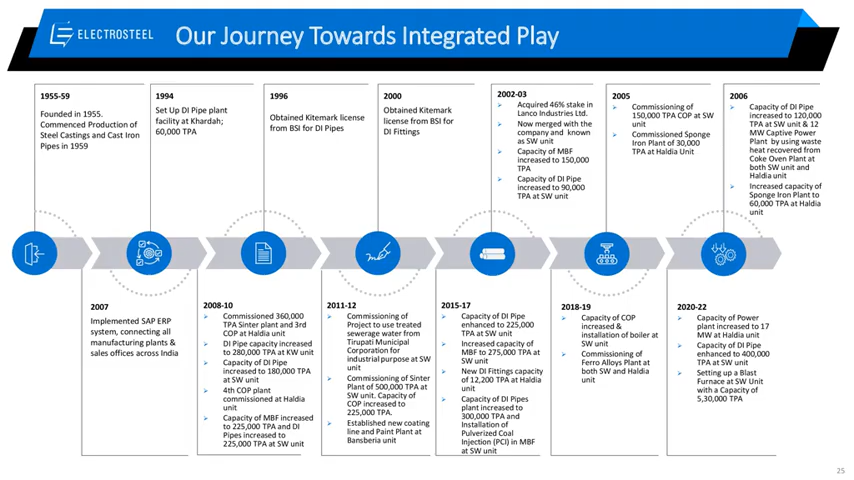 ELECTROSTEEL
Our Journey Towards Integrated Play
1955-59
Founded in 1955.
Commenced Production of
Steel Castings and Cast Iron
Pipes in 1959
1994
Set Up DI Pipe plant
facility at Khardah;
60,000 TPA
1996
Obtained Kitemark license
from BSI for DI Pipes
2000
Obtained Kitemark
license from BSI for
DI Fittings
2002-03
Acquired 46% stake in
Lanco Industries Ltd.
Now merged with the
company and known
as SW unit
Capacity of MBF
increased to 150,000
TPA
Capacity of DI Pipe
increased to 90,000
TPA at SW unit
2005
Commissioning of
150,000 TPA COP at SW
unit
Commissioned Sponge
Iron Plant of 30,000
TPA at Haldia Unit
2006
Capacity of DI Pipe
increased to 120,000
TPA at SW unit & 12
MW Captive Power
Plant by using waste
heat recovered from
Coke Oven Plant at
both SW unit and
Haldia unit
Increased capacity of
Sponge Iron Plant to
60,000 TPA at Haldia
unit
2007
Implemented SAP ERP
system, connecting all
manufacturing plants &
sales offices across India
2008-10
Commissioned 360,000
TPA Sinter plant and 3rd
COP at Haldia unit
DI Pipe capacity increased
to 280,000 TPA at KW unit
Capacity of DI Pipe
increased to 180,000 TPA
at SW unit
4th COP plant
commissioned at Haldia
unit
Capacity of MBF increased
to 225,000 TPA and DI
Pipes increased to
225,000 TPA at SW unit
2011-12
Commissioning of
Project to use treated
sewerage water from
Tirupati Municipal
Corporation for
industrial purpose at SW
unit
Commissioning of Sinter
Plant of 500,000 TPA at
SW unit. Capacity of
COP increased to
225,000 TPA.
Established new coating
line and Paint Plant at
Bansberia unit
2015-17
Capacity of DI Pipe
enhanced to 225,000
TPA at SW unit
Increased capacity of
MBF to 275,000 TPA at
SW unit
New DI Fittings capacity
of 12,200 TPA at Haldia
unit
Capacity of DI Pipes
plant increased to
300,000 TPA and
Installation of
Pulverized Coal
Injection (PCI) in MBF
at SW unit
2018-19
Capacity of COP
increased &
installation of boiler at
SW unit
Commissioning of
Ferro Alloys Plant at
both SW and Haldia
unit
2020-22
Capacity of Power
plant increased to 17
MW at Haldia unit
Capacity of DI Pipe
enhanced to 400,000
TPA at SW unit
Setting up a Blast
Furnace at SW Unit
with a Capacity of
5,30,000 TPA
25